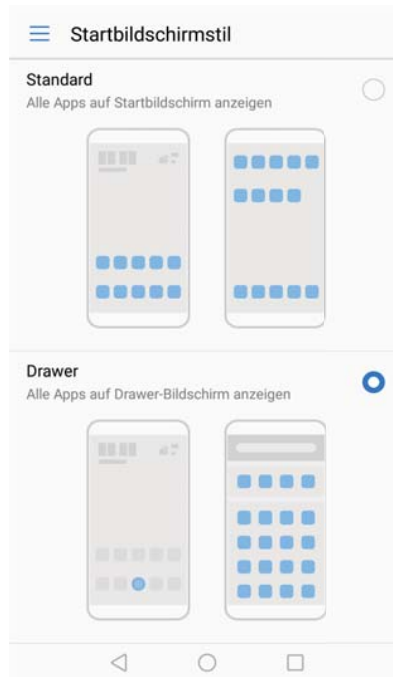 Startbildschirmstil
Standard
Alle Apps auf Startbildschirm anzeigen
Drawer
Alle Apps auf Drawer-Bildschirm anzeigen